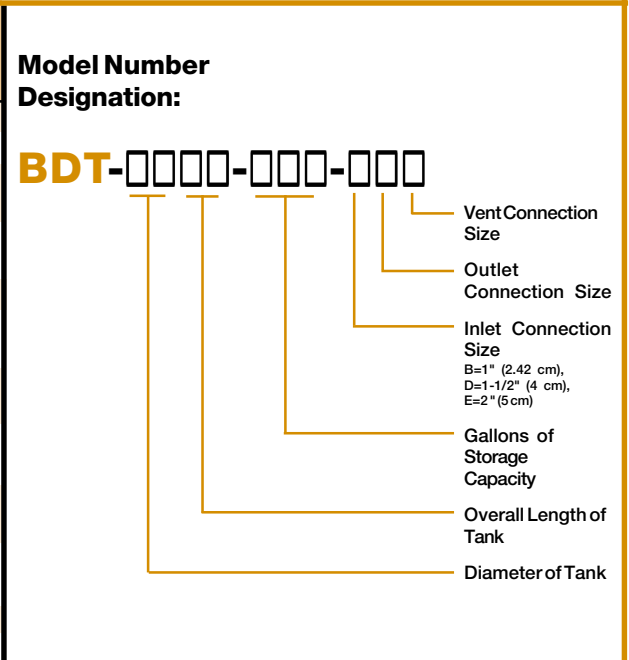 Model Number
Designation:
BDT-□□□□-□□□-□□□
Vent Connection
Size
Outlet
Connection Size
Inlet Connection
Size
B=1" (2.42 cm),
D=1-1/2" (4 cm),
E=2" (5 cm)
Gallons of
Storage
Capacity
Overall Length of
Tank
Diameter of Tank